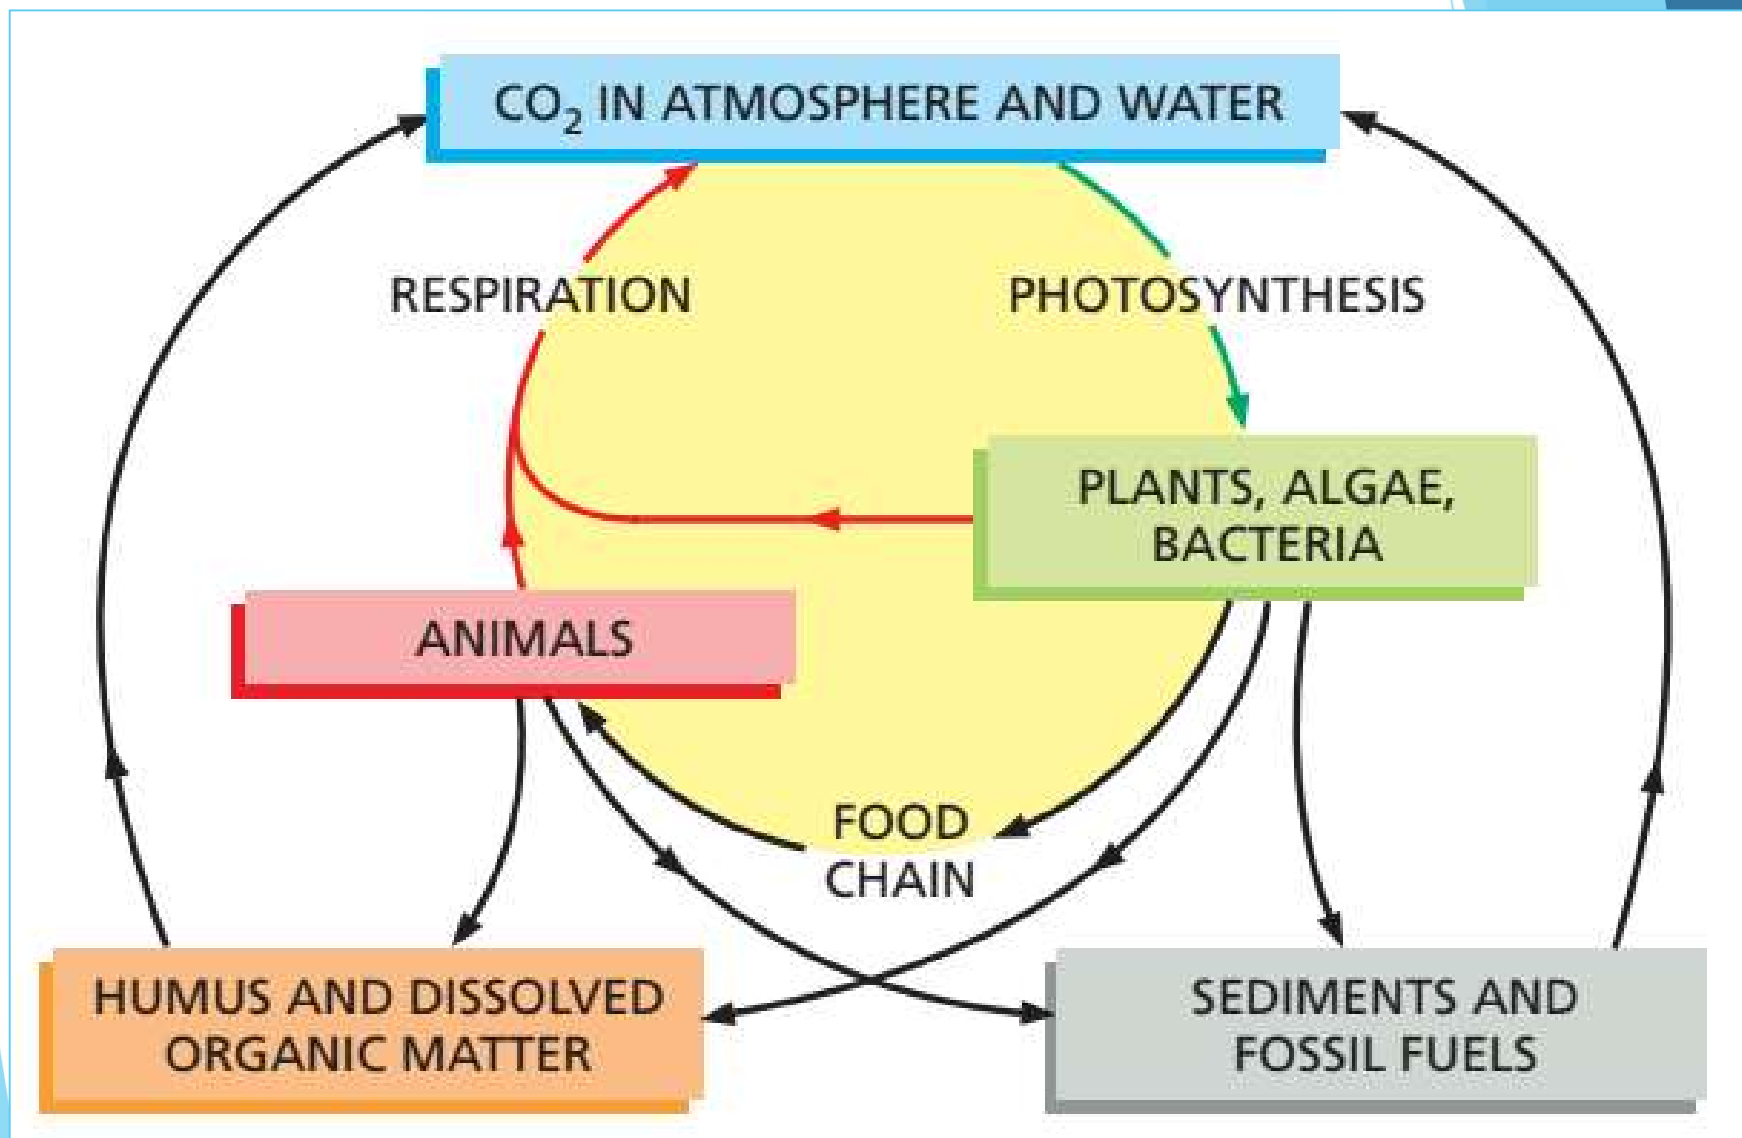 CO₂ IN ATMOSPHERE AND WATER
RESPIRATION
PHOTOSYNTHESIS
PLANTS, ALGAE,
BACTERIA
ANIMALS
FOOD
CHAIN
HUMUS AND DISSOLVED
ORGANIC MATTER
SEDIMENTS AND
FOSSIL FUELS